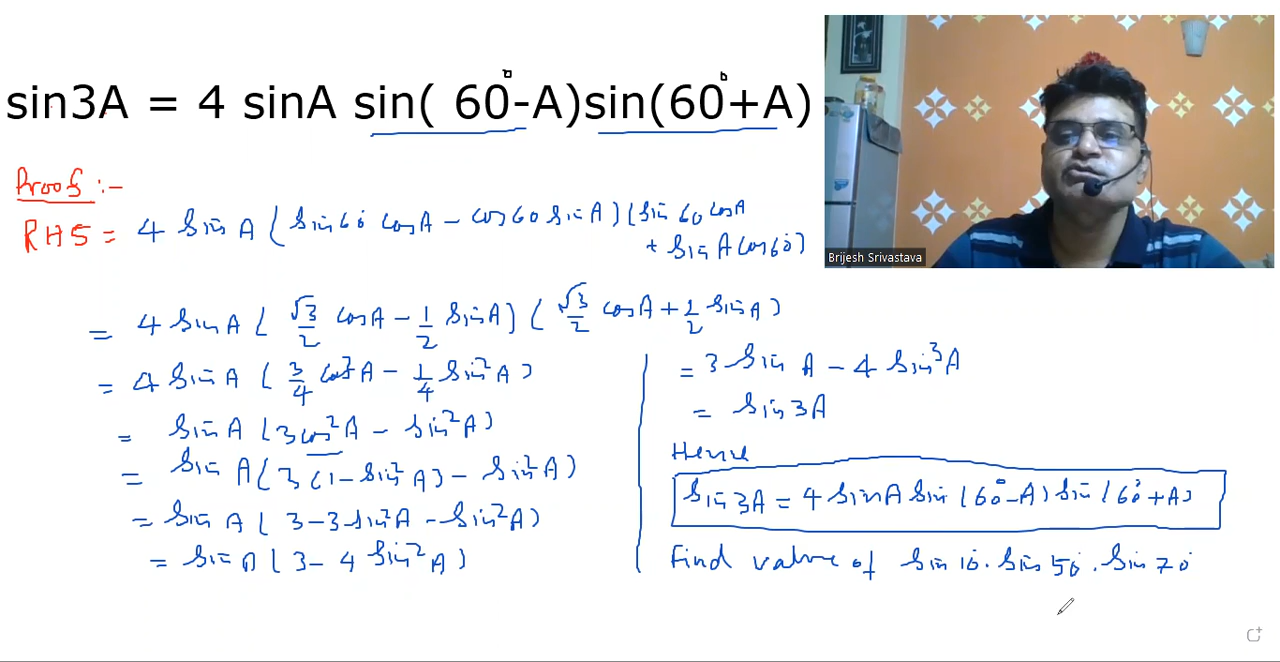 sin3A = 4 sinA sin( 60°-A)sin(60°+A)
Proof :-
RHS = 4 Sin A ( Sin 60° cos A - cos 60 Sin A ) ( Sin 60 cos A
+ Sin A cos 60° )
= 4 Sin A ( √3/2 cos A - 1/2 Sin A ) ( √3/2 cos A + 1/2 Sin A )
= 4 Sin A ( 3/4 cos²A - 1/4 Sin²A )
= Sin A ( 3 cos²A - Sin²A )
= Sin A ( 3 (1 - Sin²A) - Sin²A )
= Sin A ( 3 - 3 Sin²A - Sin²A )
= Sin A ( 3 - 4 Sin²A )
= 3 Sin A - 4 Sin³A
= Sin 3A
Hence
Sin 3A = 4 Sin A Sin ( 60° - A ) Sin ( 60° + A )
Find value of Sin 10° . Sin 50° . Sin 70°
Brijesh Srivastava